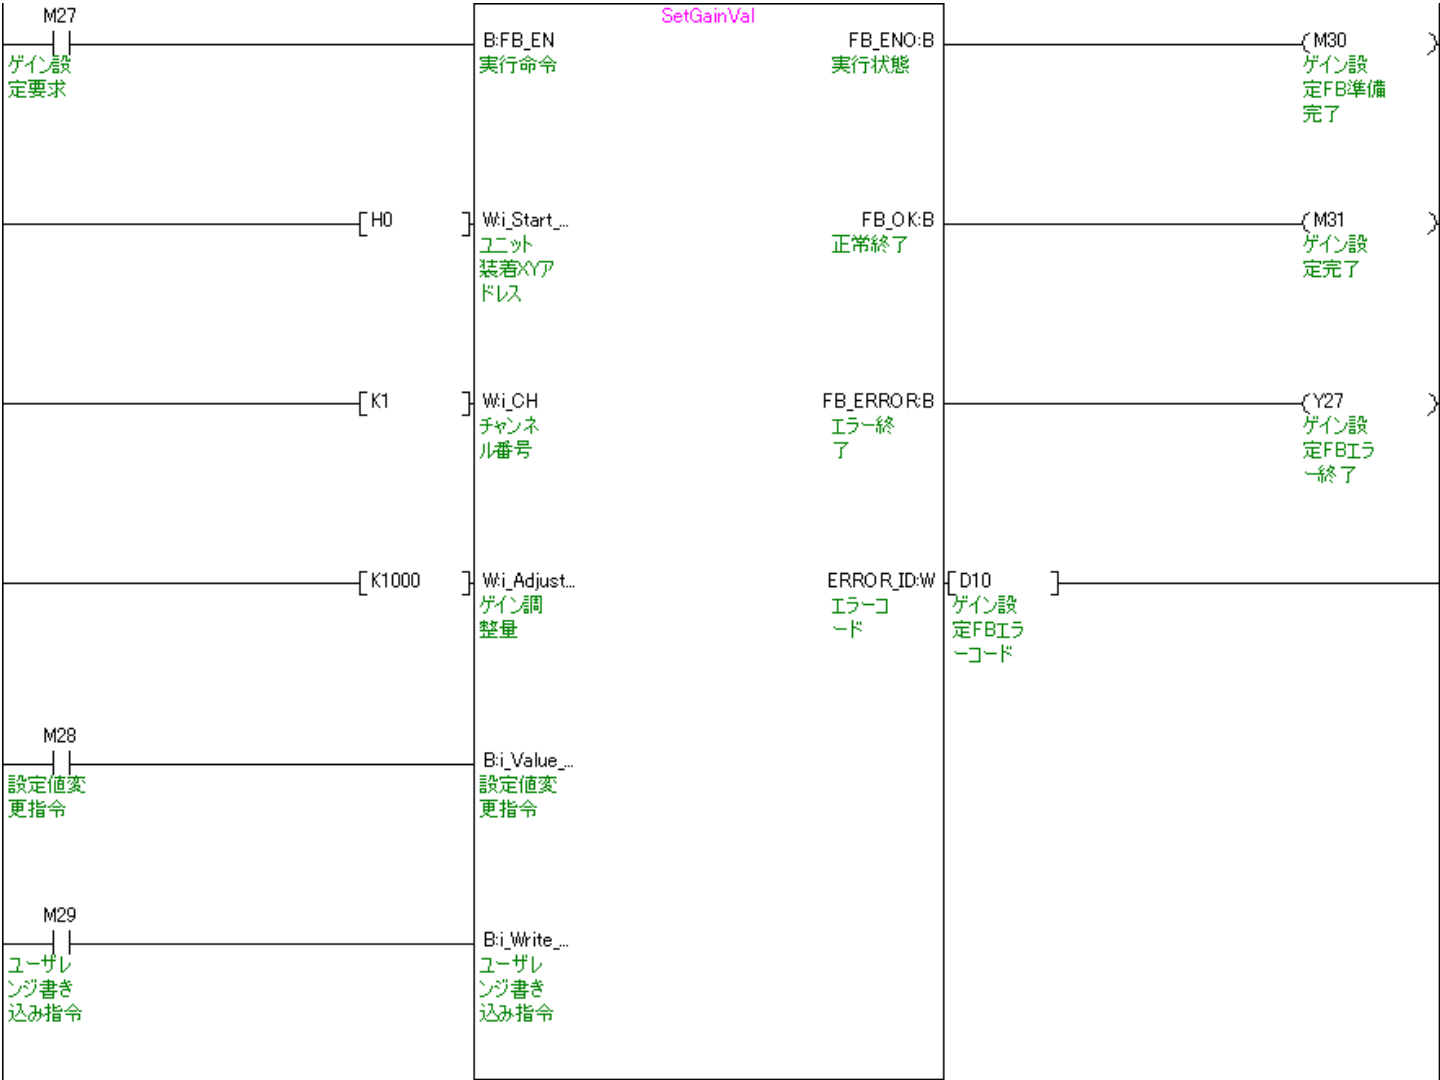 SetGainVal
M27
B:FB_EN
FB_ENO:B
M30
ゲイン設
定要求
実行命令
実行状態
ゲイン設
定FB準備
完了
H0
W:i_Start_...
FB_OK:B
M31
ユニット
装着XYア
ドレス
正常終了
ゲイン設
定完了
K1
W:i_CH
FB_ERROR:B
Y27
チャンネ
ル番号
エラー終
了
ゲイン設
定FBエラ
ー終了
K1000
W:i_Adjust...
ERROR_ID:W
D10
ゲイン調
整量
エラーコ
ード
ゲイン設
定FBエラ
ーコード
M28
B:i_Value_...
設定値変
更指令
設定値変
更指令
M29
B:i_Write_...
ユーザレ
ンジ書き
込み指令
ユーザレ
ンジ書き
込み指令